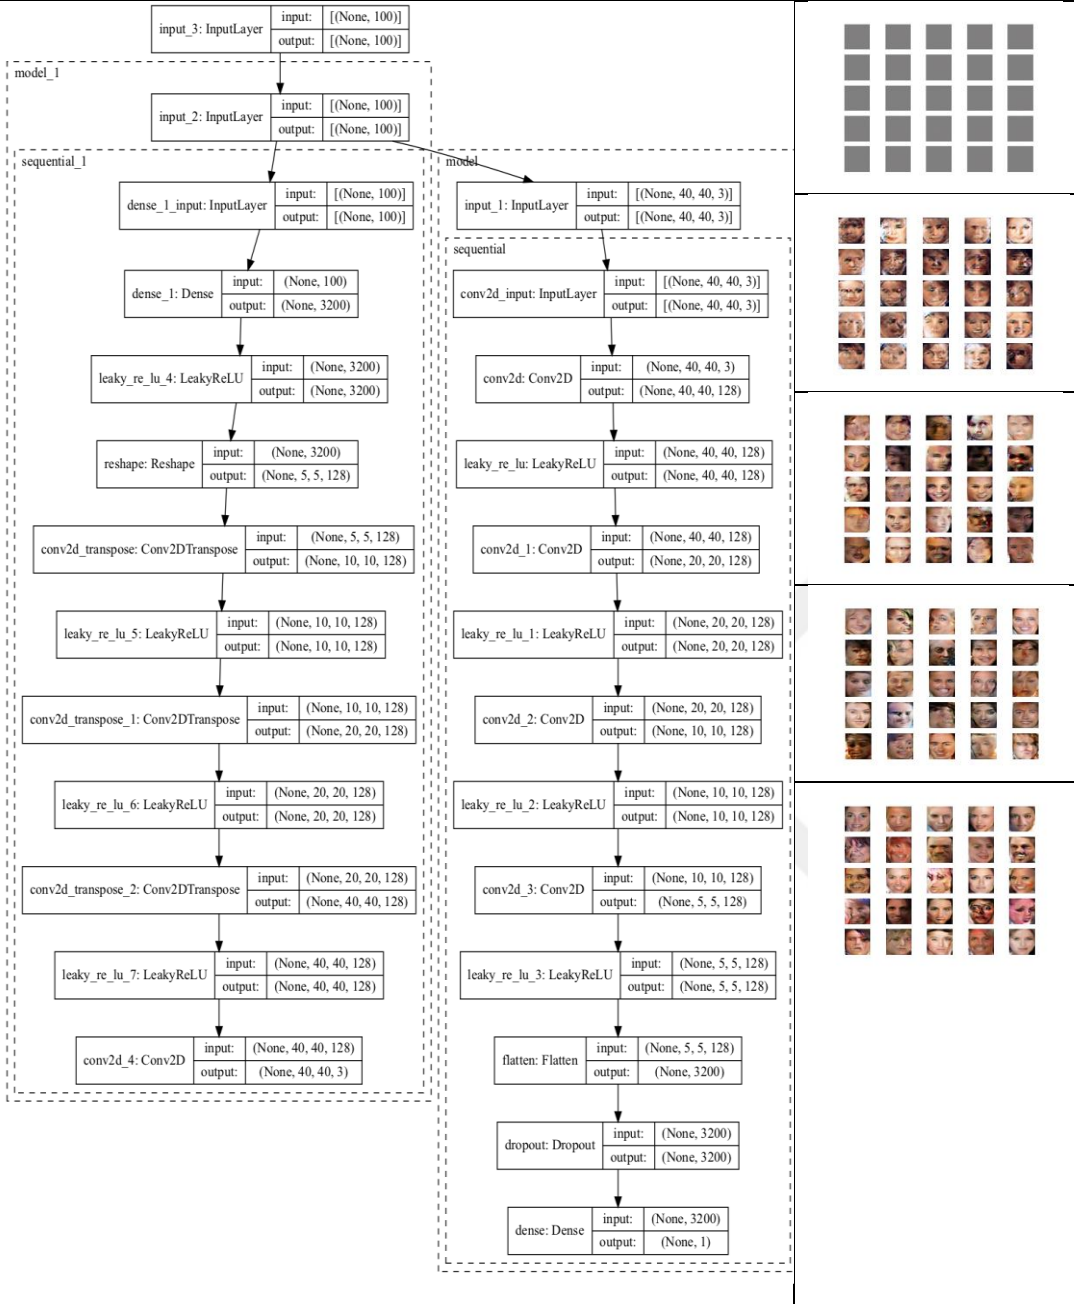 input_3: InputLayer
input: [(None, 100)]
output: [(None, 100)]
model_1
input_2: InputLayer
input: [(None, 100)]
output: [(None, 100)]
sequential_1
dense_1_input: InputLayer
input: [(None, 100)]
output: [(None, 100)]
dense_1: Dense
input: (None, 100)
output: (None, 3200)
leaky_re_lu_4: LeakyReLU
input: (None, 3200)
output: (None, 3200)
reshape: Reshape
input: (None, 3200)
output: (None, 5, 5, 128)
conv2d_transpose: Conv2DTranspose
input: (None, 5, 5, 128)
output: (None, 10, 10, 128)
leaky_re_lu_5: LeakyReLU
input: (None, 10, 10, 128)
output: (None, 10, 10, 128)
conv2d_transpose_1: Conv2DTranspose
input: (None, 10, 10, 128)
output: (None, 20, 20, 128)
leaky_re_lu_6: LeakyReLU
input: (None, 20, 20, 128)
output: (None, 20, 20, 128)
conv2d_transpose_2: Conv2DTranspose
input: (None, 20, 20, 128)
output: (None, 40, 40, 128)
leaky_re_lu_7: LeakyReLU
input: (None, 40, 40, 128)
output: (None, 40, 40, 128)
conv2d_4: Conv2D
input: (None, 40, 40, 128)
output: (None, 40, 40, 3)
model
input_1: InputLayer
input: [(None, 40, 40, 3)]
output: [(None, 40, 40, 3)]
sequential
conv2d_input: InputLayer
input: [(None, 40, 40, 3)]
output: [(None, 40, 40, 3)]
conv2d: Conv2D
input: (None, 40, 40, 3)
output: (None, 40, 40, 128)
leaky_re_lu: LeakyReLU
input: (None, 40, 40, 128)
output: (None, 40, 40, 128)
conv2d_1: Conv2D
input: (None, 40, 40, 128)
output: (None, 20, 20, 128)
leaky_re_lu_1: LeakyReLU
input: (None, 20, 20, 128)
output: (None, 20, 20, 128)
conv2d_2: Conv2D
input: (None, 20, 20, 128)
output: (None, 10, 10, 128)
leaky_re_lu_2: LeakyReLU
input: (None, 10, 10, 128)
output: (None, 10, 10, 128)
conv2d_3: Conv2D
input: (None, 10, 10, 128)
output: (None, 5, 5, 128)
leaky_re_lu_3: LeakyReLU
input: (None, 5, 5, 128)
output: (None, 5, 5, 128)
flatten: Flatten
input: (None, 5, 5, 128)
output: (None, 3200)
dropout: Dropout
input: (None, 3200)
output: (None, 3200)
dense: Dense
input: (None, 3200)
output: (None, 1)